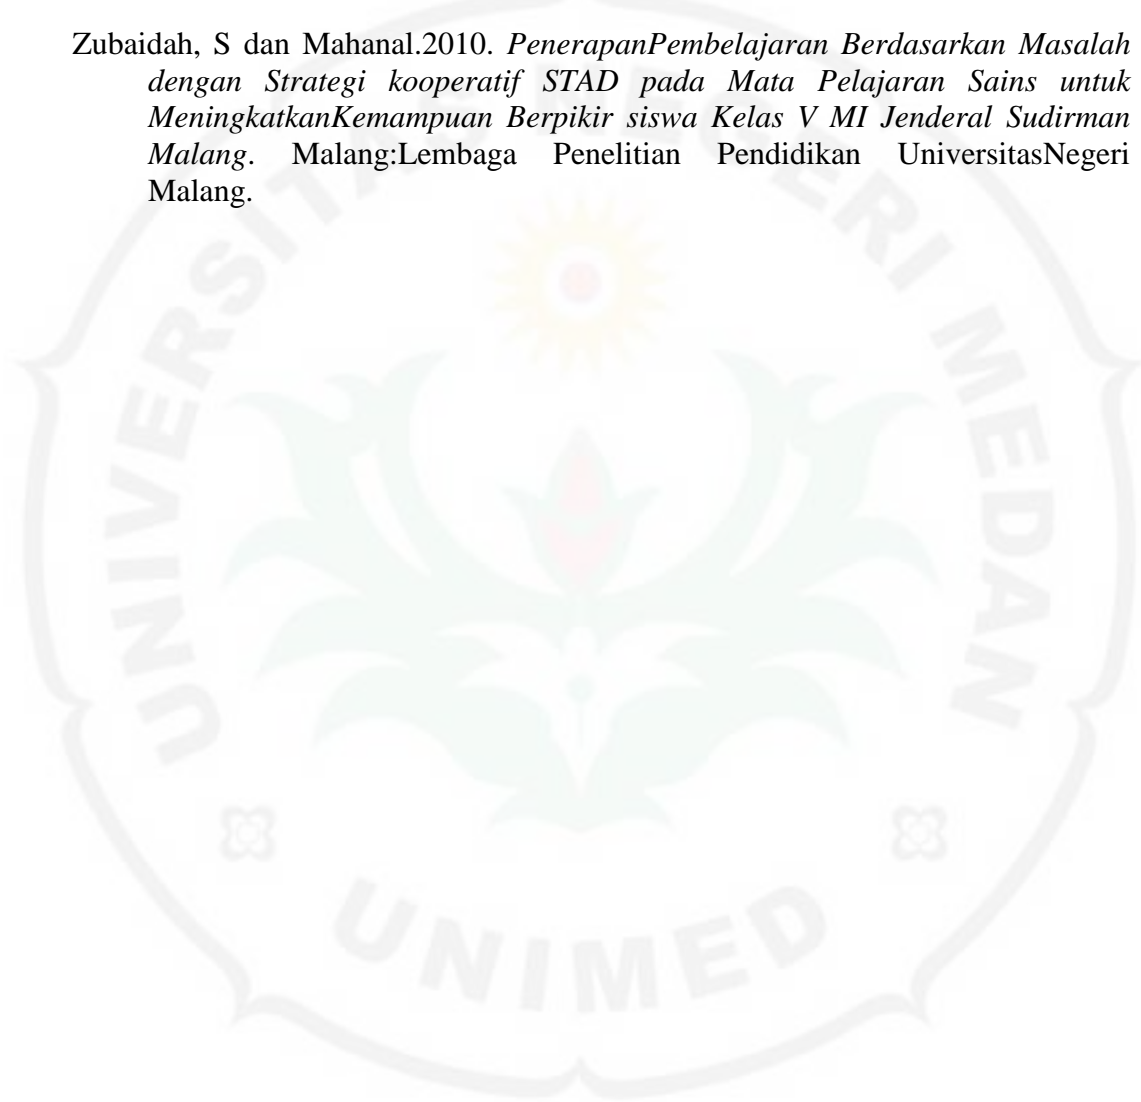 Zubaidah, S dan Mahanal.2010. PenerapanPembelajaran Berdasarkan Masalah
dengan Strategi kooperatif STAD pada Mata Pelajaran Sains untuk
MeningkatkanKemampuan Berpikir siswa Kelas V MI Jenderal Sudirman
Malang. Malang:Lembaga Penelitian Pendidikan UniversitasNegeri
Malang.
UNIVERSITAS NEGERI MEDAN
UNIMED